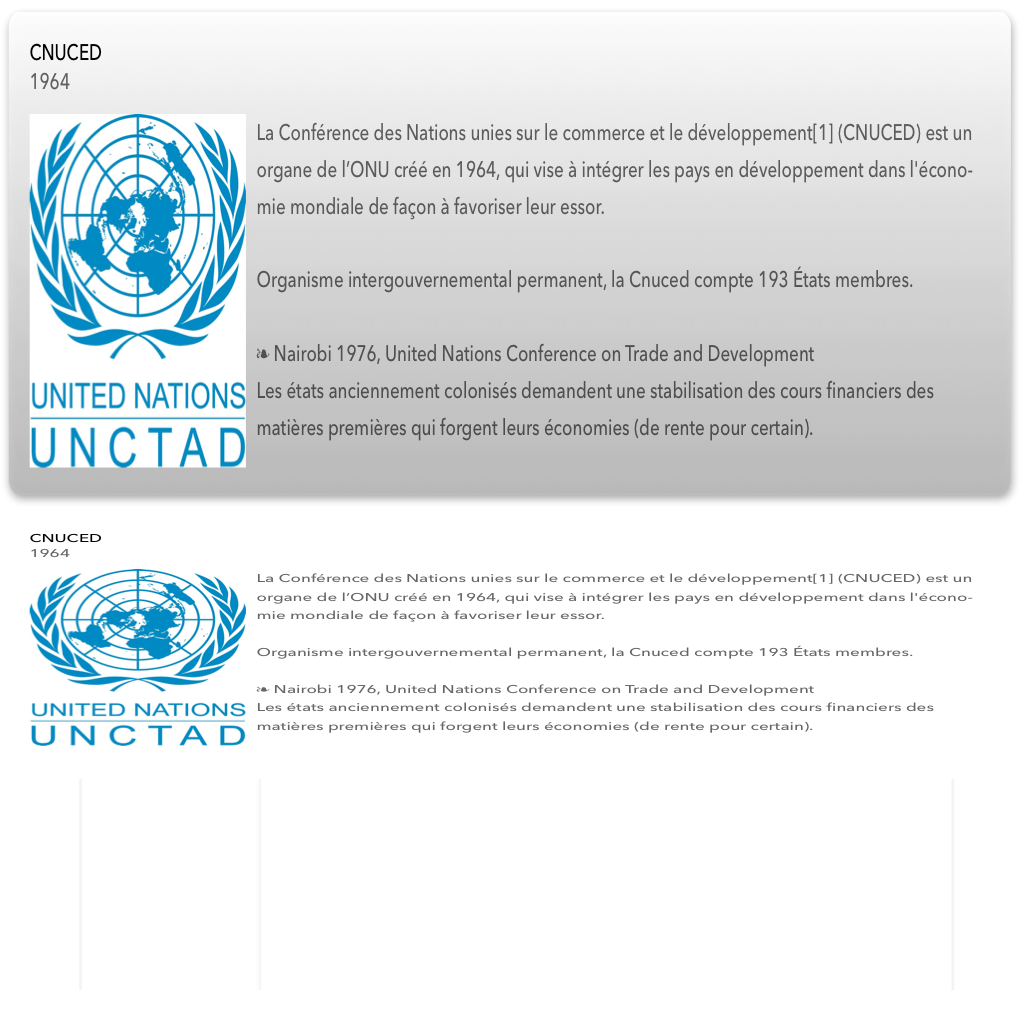 CNUCED
1964
La Conférence des Nations unies sur le commerce et le développement[1] (CNUCED) est un
organe de l’ONU créé en 1964, qui vise à intégrer les pays en développement dans l'écono-
mie mondiale de façon à favoriser leur essor.
Organisme intergouvernemental permanent, la Cnuced compte 193 États membres.
❧ Nairobi 1976, United Nations Conference on Trade and Development
Les états anciennement colonisés demandent une stabilisation des cours financiers des
matières premières qui forgent leurs économies (de rente pour certain).
UNITED NATIONS
UNCTAD
CNUCED
1964
La Conférence des Nations unies sur le commerce et le développement[1] (CNUCED) est un
organe de l’ONU créé en 1964, qui vise à intégrer les pays en développement dans l'écono-
mie mondiale de façon à favoriser leur essor.
Organisme intergouvernemental permanent, la Cnuced compte 193 États membres.
❧ Nairobi 1976, United Nations Conference on Trade and Development
Les états anciennement colonisés demandent une stabilisation des cours financiers des
matières premières qui forgent leurs économies (de rente pour certain).
UNITED NATIONS
UNCTAD